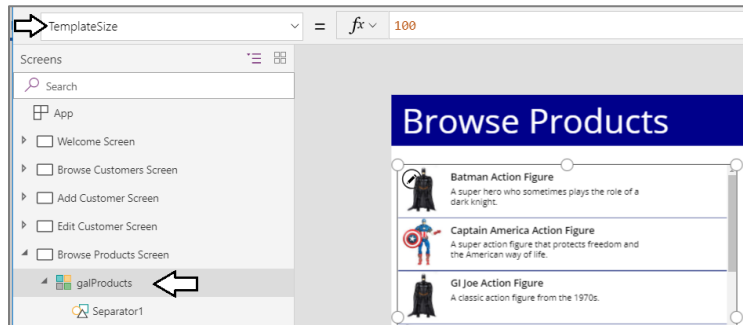 TemplateSize = fx 100
Screens
Search
App
Welcome Screen
Browse Customers Screen
Add Customer Screen
Edit Customer Screen
Browse Products Screen
galProducts
Separator1
Browse Products
Batman Action Figure
A super hero who sometimes plays the role of a
dark knight.
Captain America Action Figure
A super action figure that protects freedom and
the American way of life.
GI Joe Action Figure
A classic action figure from the 1970s.